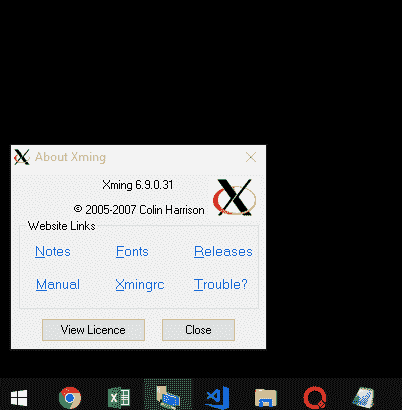 About Xming
Xming 6.9.0.31
© 2005-2007 Colin Harrison
Website Links
Notes Fonts Releases
Manual Xmingrc Trouble?
View Licence Close